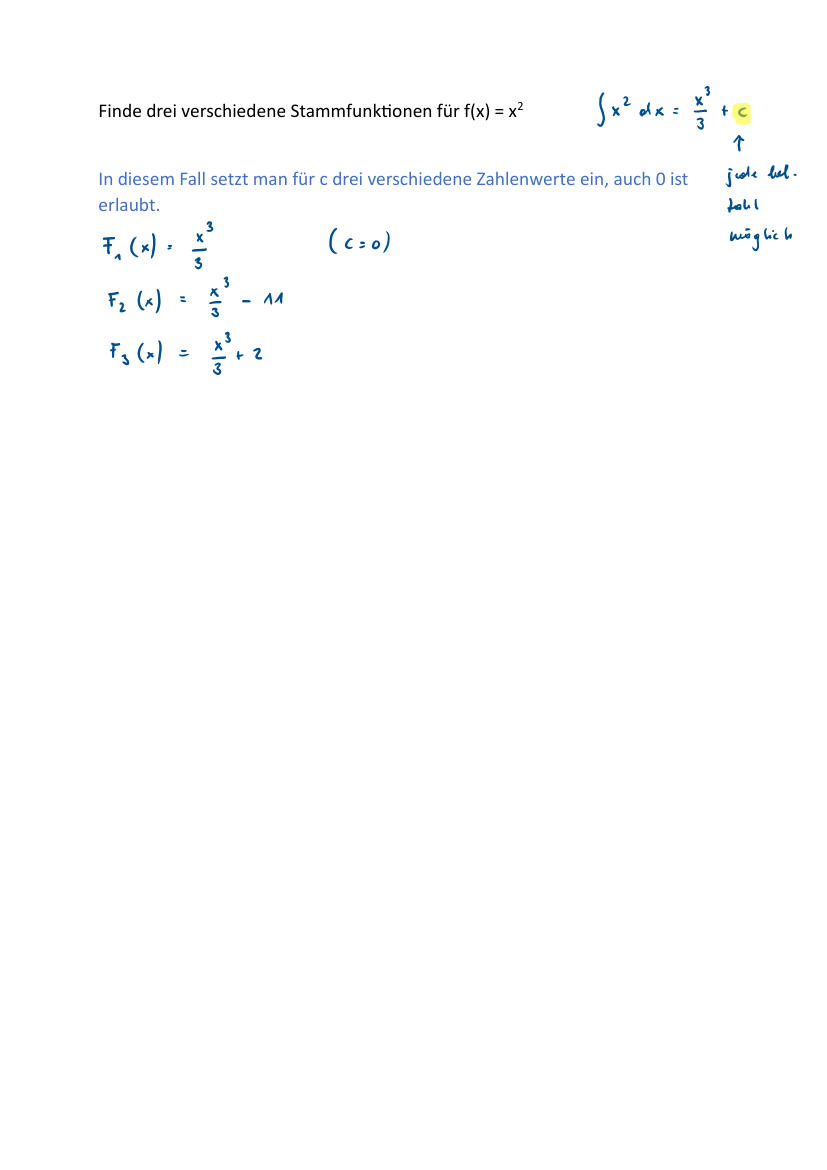 Finde drei verschiedene Stammfunktionen für f(x) = x²
∫ x² dx = x³/3 + c
↑
jede bel.
Zahl
möglich
In diesem Fall setzt man für c drei verschiedene Zahlenwerte ein, auch 0 ist
erlaubt.
F₁ (x) = x³/3 (c = 0)
F₂ (x) = x³/3 - 11
F₃ (x) = x³/3 + 2